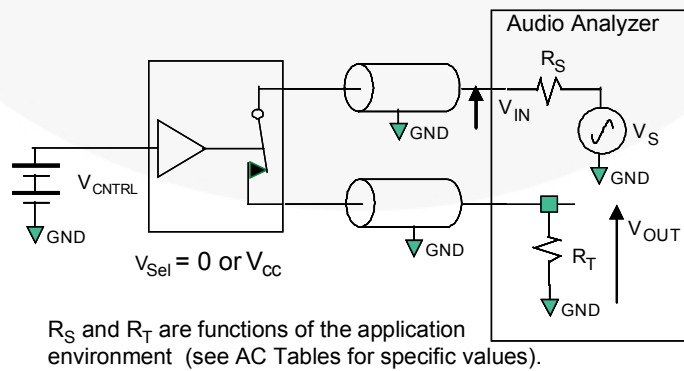 Audio Analyzer
R_S
GND
V_IN
V_S
GND
V_CNTRL
GND
GND
V_OUT
R_T
GND
V_Sel = 0 or V_cc
R_S and R_T are functions of the application
environment (see AC Tables for specific values).